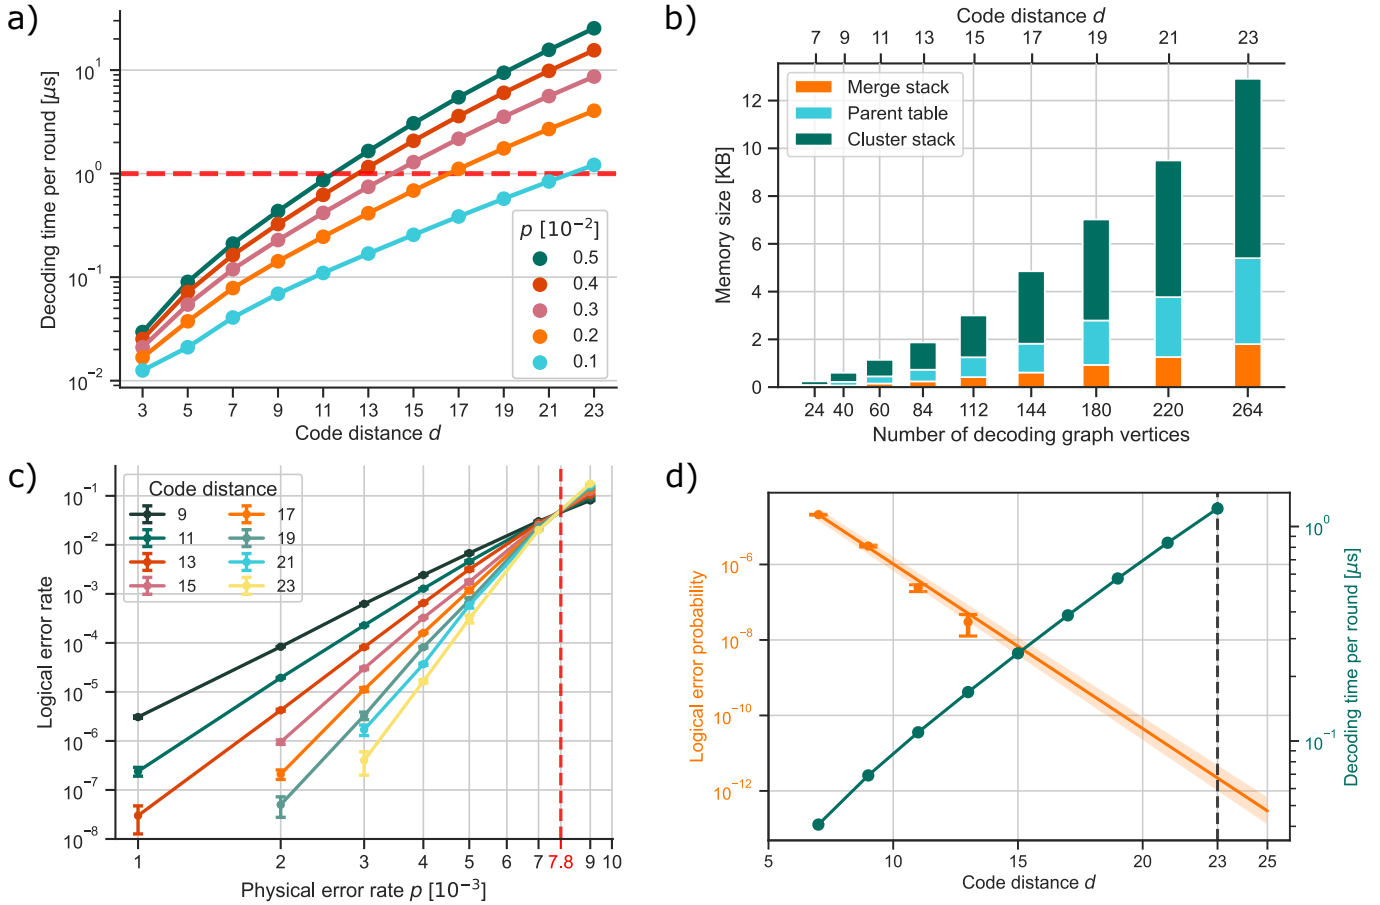 a)
Decoding time per round [μs]
10¹
10⁰
10⁻¹
10⁻²
3 5 7 9 11 13 15 17 19 21 23
Code distance d
p [10⁻²]
0.5
0.4
0.3
0.2
0.1
b)
Code distance d
7 9 11 13 15 17 19 21 23
Memory size [KB]
12
10
8
6
4
2
0
Merge stack
Parent table
Cluster stack
24 40 60 84 112 144 180 220 264
Number of decoding graph vertices
c)
Logical error rate
10⁻¹
10⁻²
10⁻³
10⁻⁴
10⁻⁵
10⁻⁶
10⁻⁷
10⁻⁸
Code distance
9 17
11 19
13 21
15 23
1 2 3 4 5 6 7 7.8 9 10
Physical error rate p [10⁻³]
d)
Logical error probability
10⁻⁶
10⁻⁸
10⁻¹⁰
10⁻¹²
10⁰
10⁻¹
Decoding time per round [μs]
5 10 15 20 23 25
Code distance d